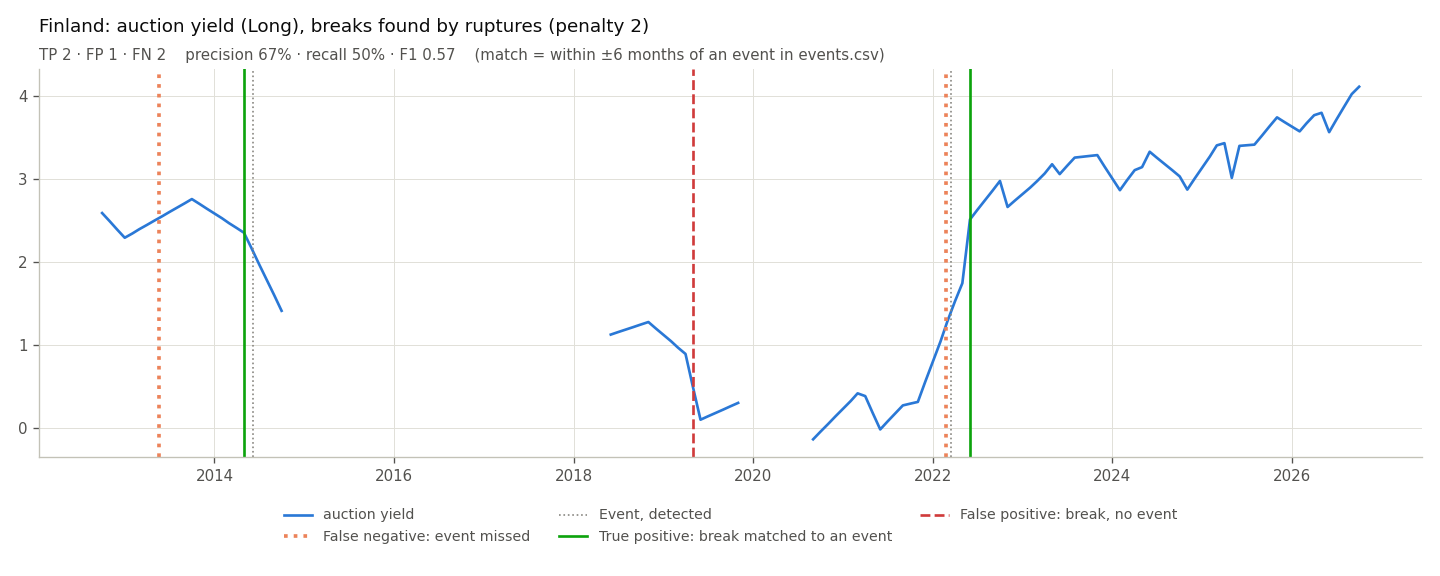 Finland: auction yield (Long), breaks found by ruptures (penalty 2)
TP 2 · FP 1 · FN 2    precision 67% · recall 50% · F1 0.57    (match = within ±6 months of an event in events.csv)
4
3
2
1
0
2014 2016 2018 2020 2022 2024 2026
auction yield
False negative: event missed
Event, detected
True positive: break matched to an event
False positive: break, no event